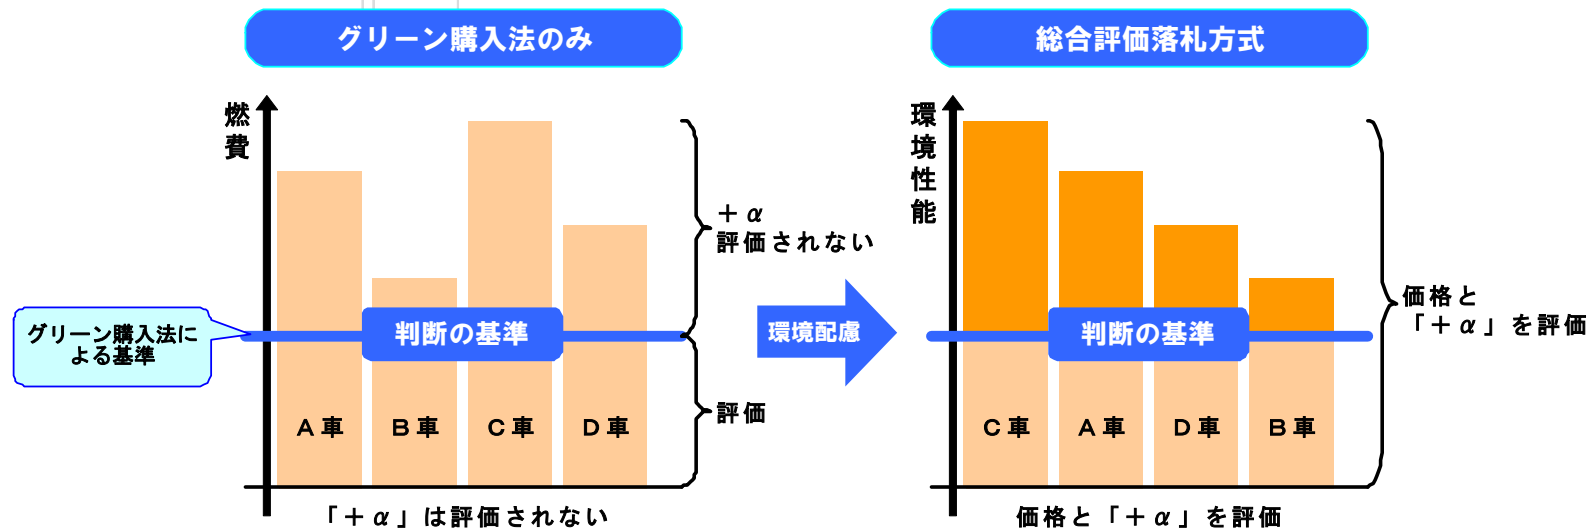 グリーン購入法のみ
燃費
＋α
評価されない
グリーン購入法に
よる基準
判断の基準
評価
A車
B車
C車
D車
「＋α」は評価されない
環境配慮
総合評価落札方式
環境性能
価格と
「＋α」を評価
判断の基準
C車
A車
D車
B車
価格と「＋α」を評価